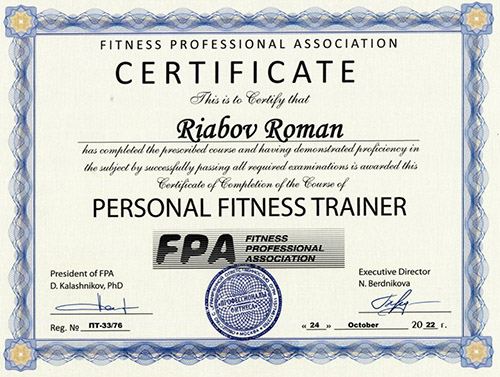 FITNESS PROFESSIONAL ASSOCIATION
CERTIFICATE
This is to Certify that
Riabov Roman
has completed the prescribed course and having demonstrated proficiency in
the subject by successfully passing all required examinations is awarded this
Certificate of Completion of the Course of
PERSONAL FITNESS TRAINER
FPA FITNESS
PROFESSIONAL
ASSOCIATION
President of FPA
D. Kalashnikov, PhD
Executive Director
N. Berdnikova
ПРОФЕССИОНАЛЫ
ФИТНЕСА
Reg. № ПТ-33/76
« 24 » October 20 22 г.